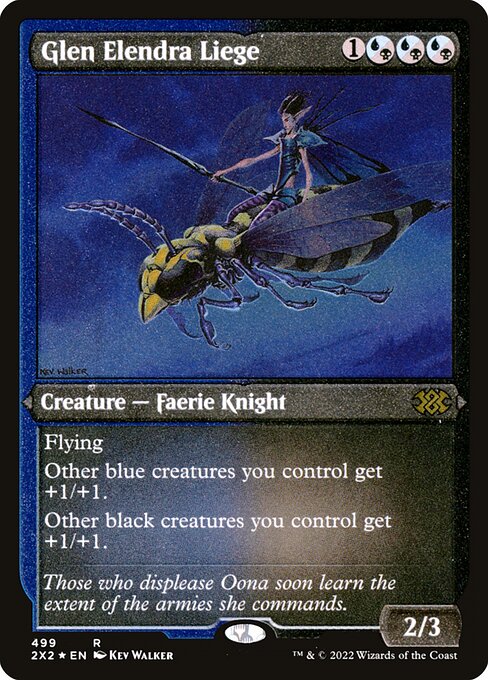 Glen Elendra Liege 1
KEV WALKER
Creature — Faerie Knight
Flying
Other blue creatures you control get
+1/+1.
Other black creatures you control get
+1/+1.
Those who displease Oona soon learn the
extent of the armies she commands.
2/3
499 R
2X2 ★ EN Kev Walker
™ & © 2022 Wizards of the Coast